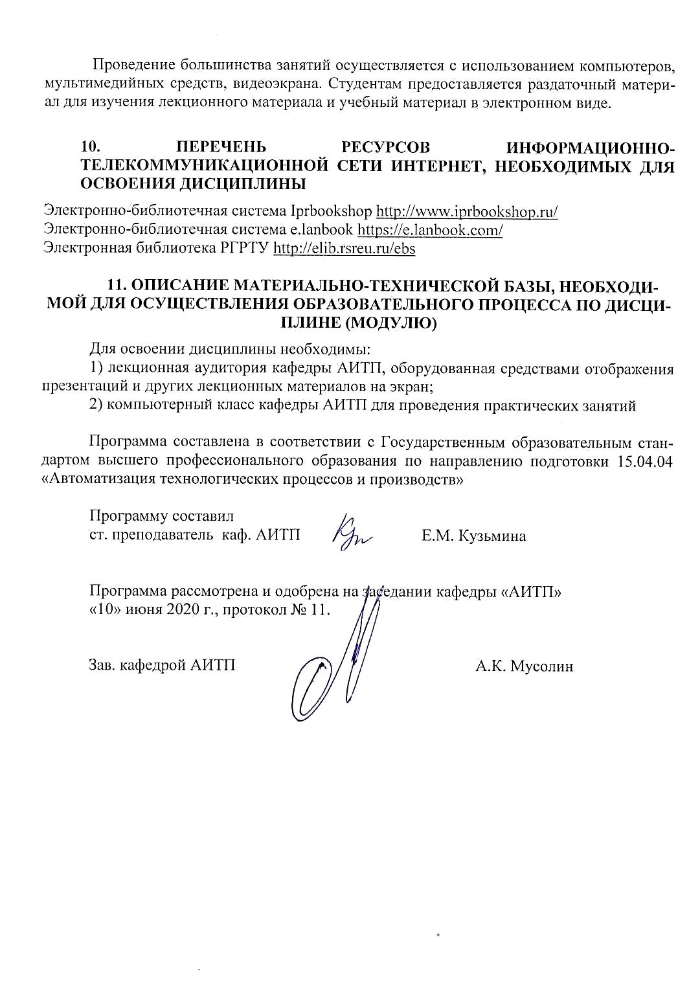 Проведение большинства занятий осуществляется с использованием компьютеров,
мультимедийных средств, видеоэкрана. Студентам предоставляется раздаточный матери-
ал для изучения лекционного материала и учебный материал в электронном виде.
10. ПЕРЕЧЕНЬ РЕСУРСОВ ИНФОРМАЦИОННО-
ТЕЛЕКОММУНИКАЦИОННОЙ СЕТИ ИНТЕРНЕТ, НЕОБХОДИМЫХ ДЛЯ
ОСВОЕНИЯ ДИСЦИПЛИНЫ
Электронно-библиотечная система Iprbookshop http://www.iprbookshop.ru/
Электронно-библиотечная система e.lanbook https://e.lanbook.com/
Электронная библиотека РГРТУ http://elib.rsreu.ru/ebs
11. ОПИСАНИЕ МАТЕРИАЛЬНО-ТЕХНИЧЕСКОЙ БАЗЫ, НЕОБХОДИ-
МОЙ ДЛЯ ОСУЩЕСТВЛЕНИЯ ОБРАЗОВАТЕЛЬНОГО ПРОЦЕССА ПО ДИСЦИ-
ПЛИНЕ (МОДУЛЮ)
Для освоении дисциплины необходимы:
1) лекционная аудитория кафедры АИТП, оборудованная средствами отображения
презентаций и других лекционных материалов на экран;
2) компьютерный класс кафедры АИТП для проведения практических занятий
Программа составлена в соответствии с Государственным образовательным стан-
дартом высшего профессионального образования по направлению подготовки 15.04.04
«Автоматизация технологических процессов и производств»
Программу составил
ст. преподаватель каф. АИТП Е.М. Кузьмина
Программа рассмотрена и одобрена на заседании кафедры «АИТП»
«10» июня 2020 г., протокол № 11.
Зав. кафедрой АИТП А.К. Мусолин